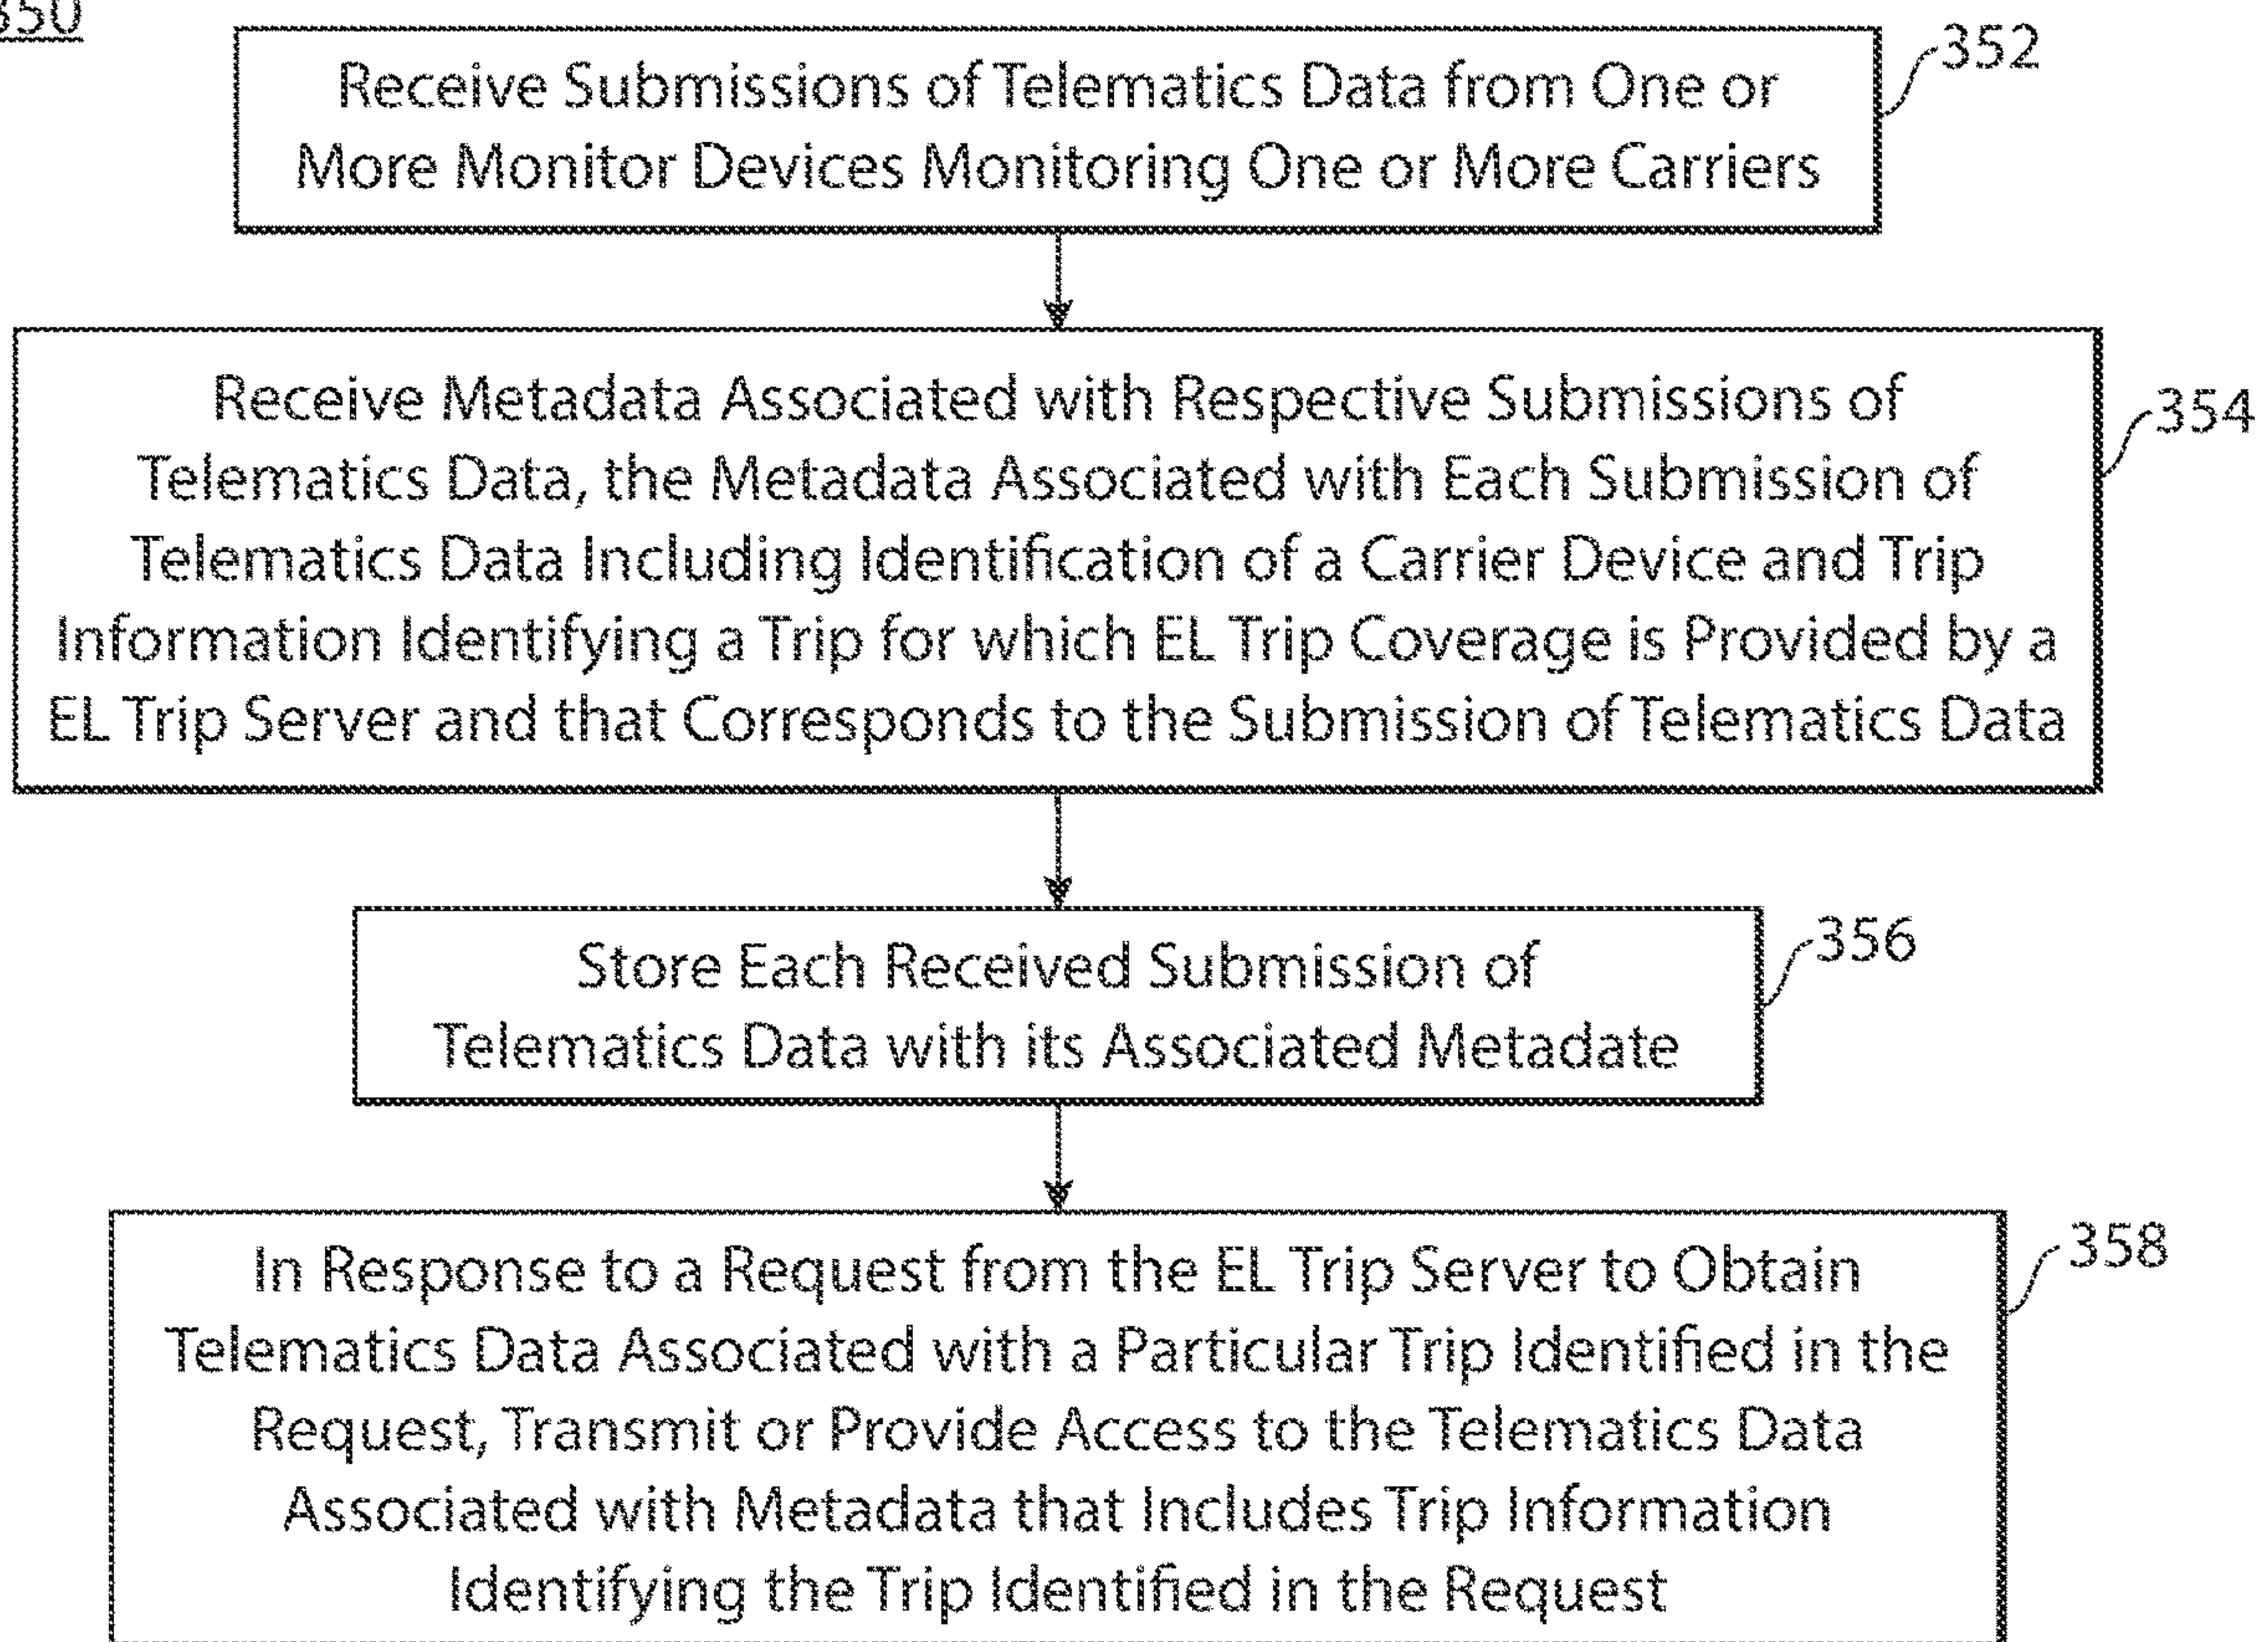 350
Receive Submissions of Telematics Data from One or
More Monitor Devices Monitoring One or More Carriers
352
Receive Metadata Associated with Respective Submissions of
Telematics Data, the Metadata Associated with Each Submission of
Telematics Data Including Identification of a Carrier Device and Trip
Information Identifying a Trip for which EL Trip Coverage is Provided by a
EL Trip Server and that Corresponds to the Submission of Telematics Data
354
Store Each Received Submission of
Telematics Data with its Associated Metadate
356
In Response to a Request from the EL Trip Server to Obtain
Telematics Data Associated with a Particular Trip Identified in the
Request, Transmit or Provide Access to the Telematics Data
Associated with Metadata that Includes Trip Information
Identifying the Trip Identified in the Request
358